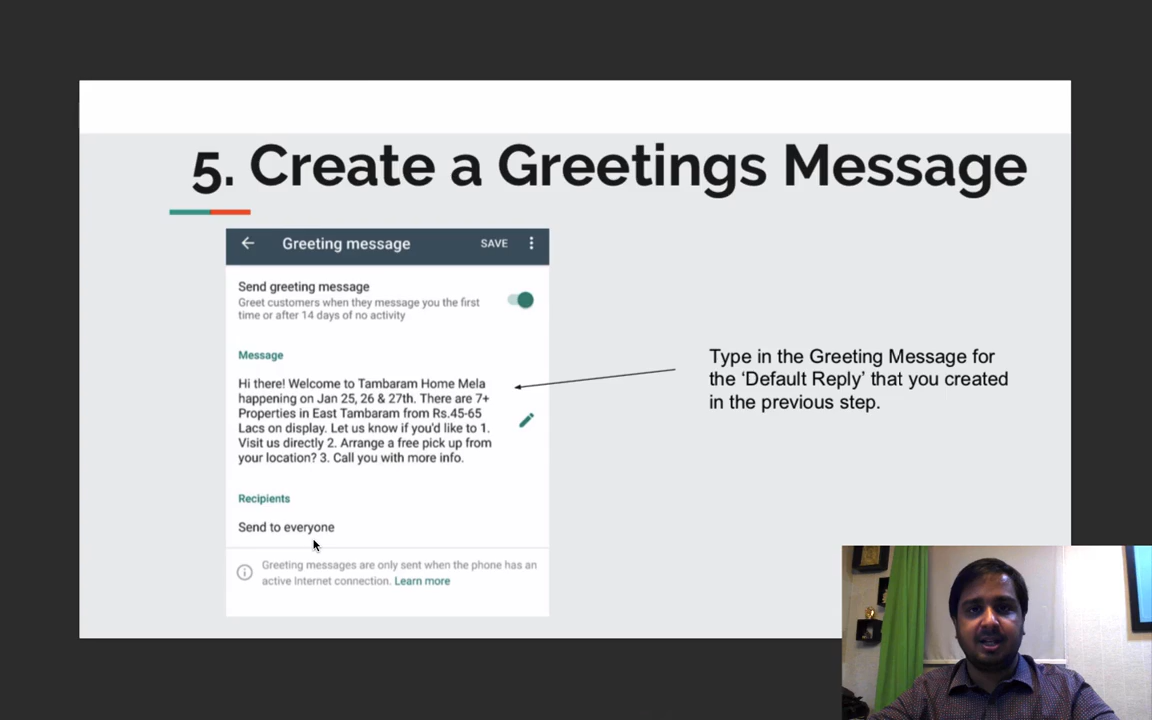 5. Create a Greetings Message
Greeting message
SAVE
Send greeting message
Greet customers when they message you the first
time or after 14 days of no activity
Message
Hi there! Welcome to Tambaram Home Mela
happening on Jan 25, 26 & 27th. There are 7+
Properties in East Tambaram from Rs.45-65
Lacs on display. Let us know if you'd like to 1.
Visit us directly 2. Arrange a free pick up from
your location? 3. Call you with more info.
Recipients
Send to everyone
Greeting messages are only sent when the phone has an
active Internet connection. Learn more
Type in the Greeting Message for
the ‘Default Reply’ that you created
in the previous step.